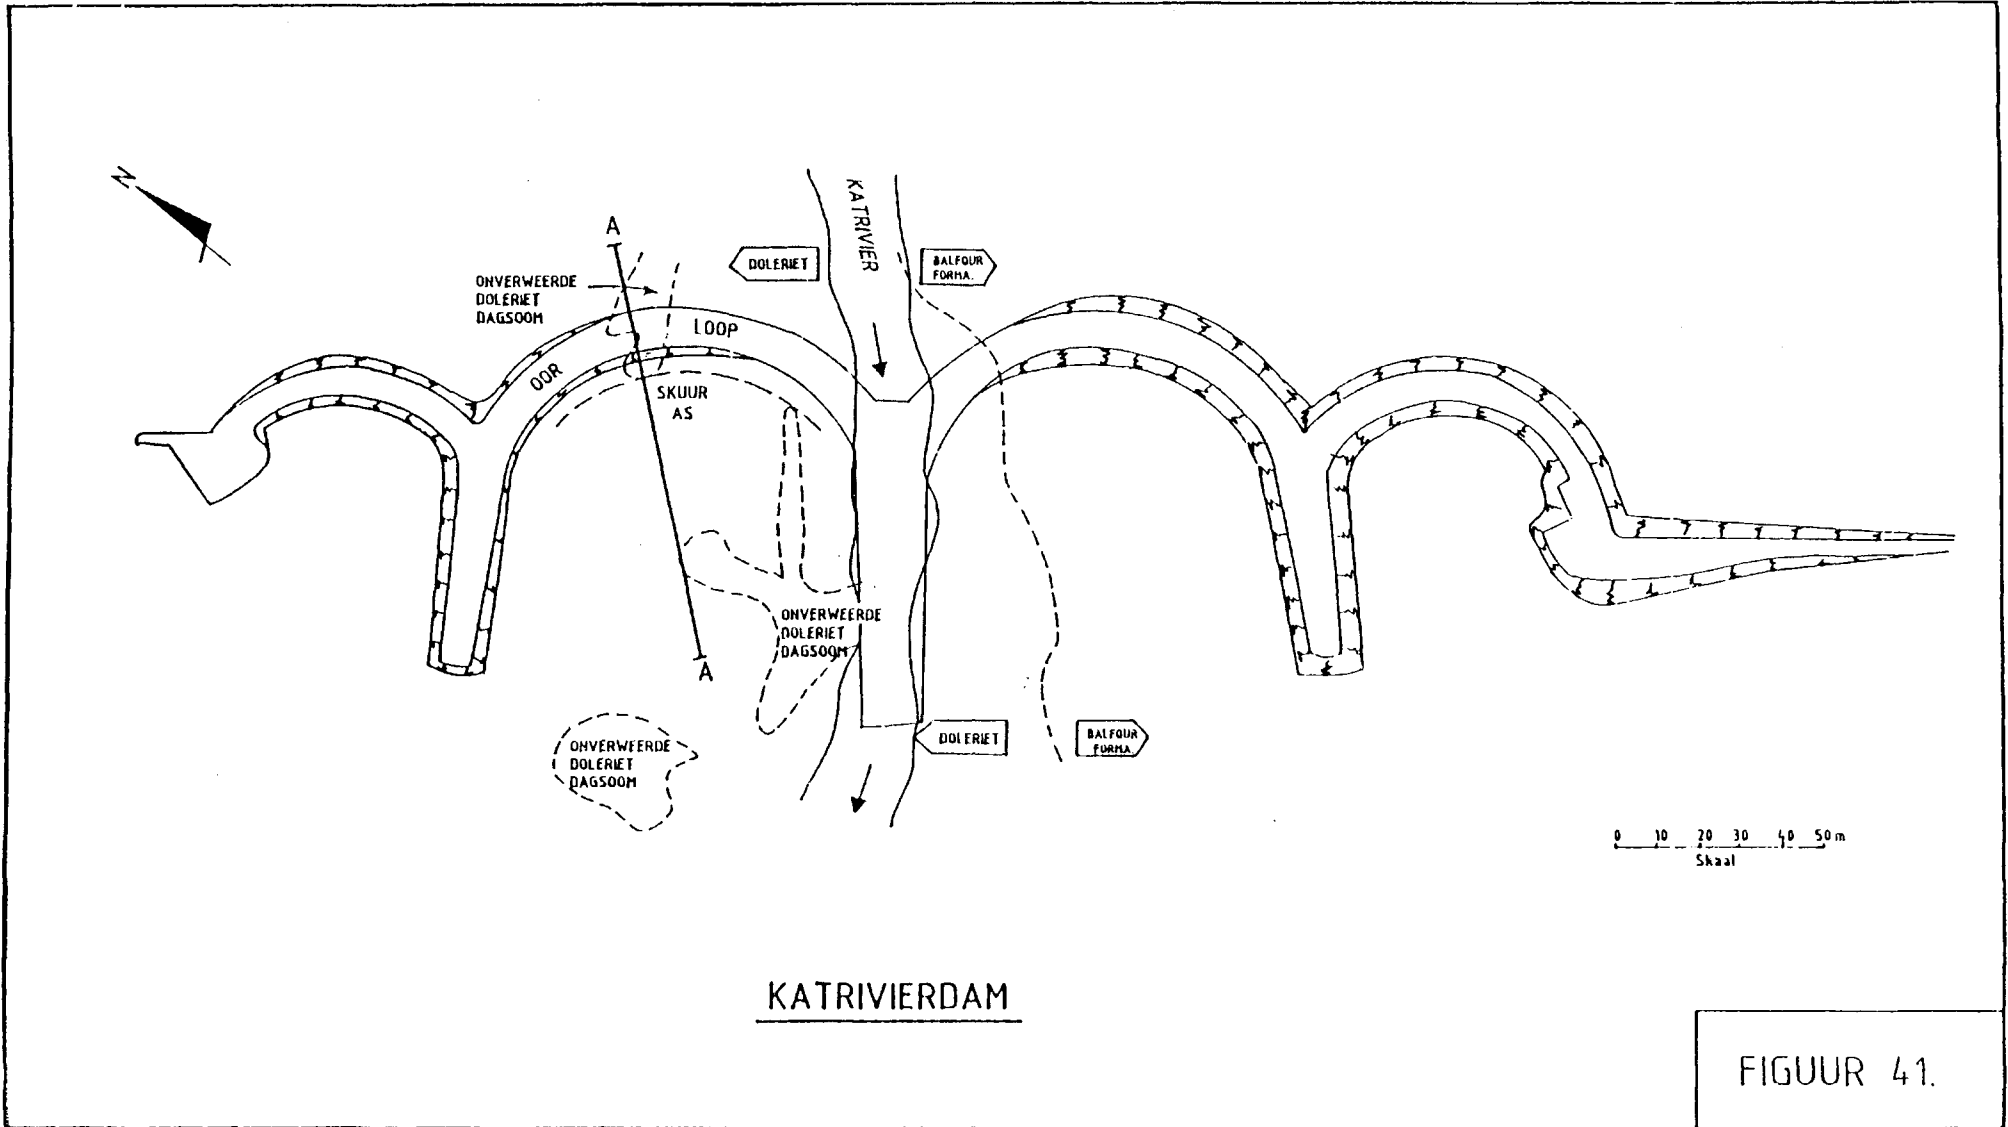 N
KATRIVIER
A
DOLERIET
BALFOUR
FORMA.
ONVERWEERDE
DOLERIET
DAGSOOM
LOOP
OOR
SKUUR
AS
ONVERWEERDE
DOLERIET
DAGSOOM
A
DOLERIET
BALFOUR
FORMA.
ONVERWEERDE
DOLERIET
DAGSOOM
0 10 20 30 40 50m
Skaal
KATRIVIERDAM
FIGUUR 41.